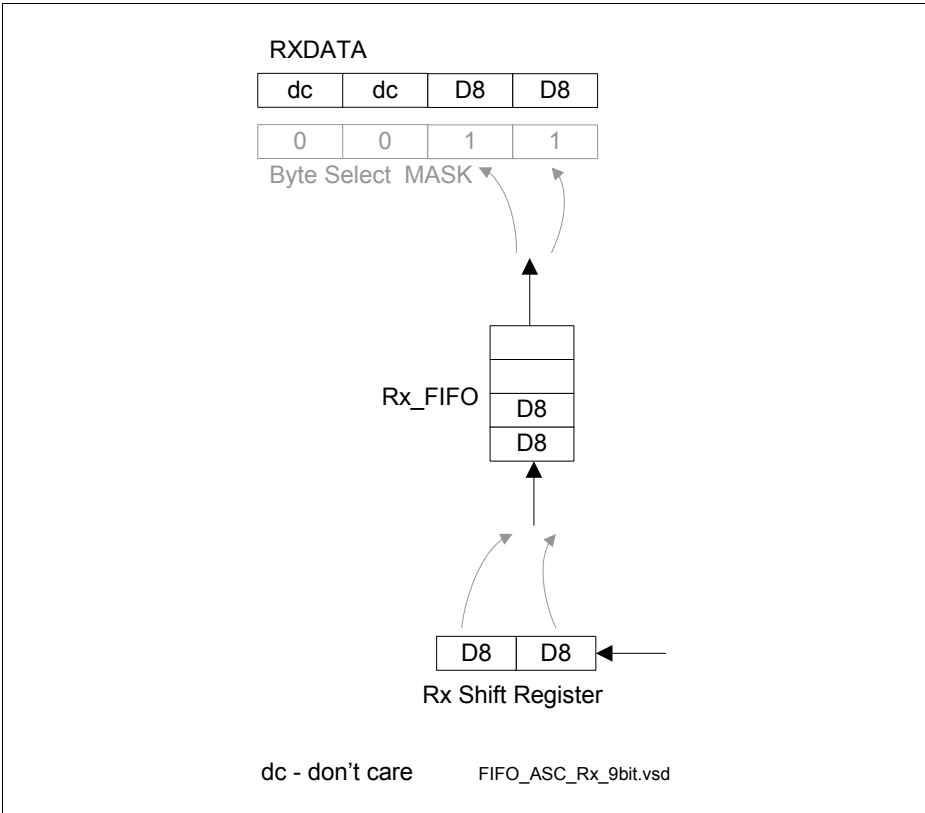 RXDATA
dc dc D8 D8
0 0 1 1
Byte Select MASK
Rx_FIFO
D8
D8
D8 D8
Rx Shift Register
dc - don't care FIFO_ASC_Rx_9bit.vsd